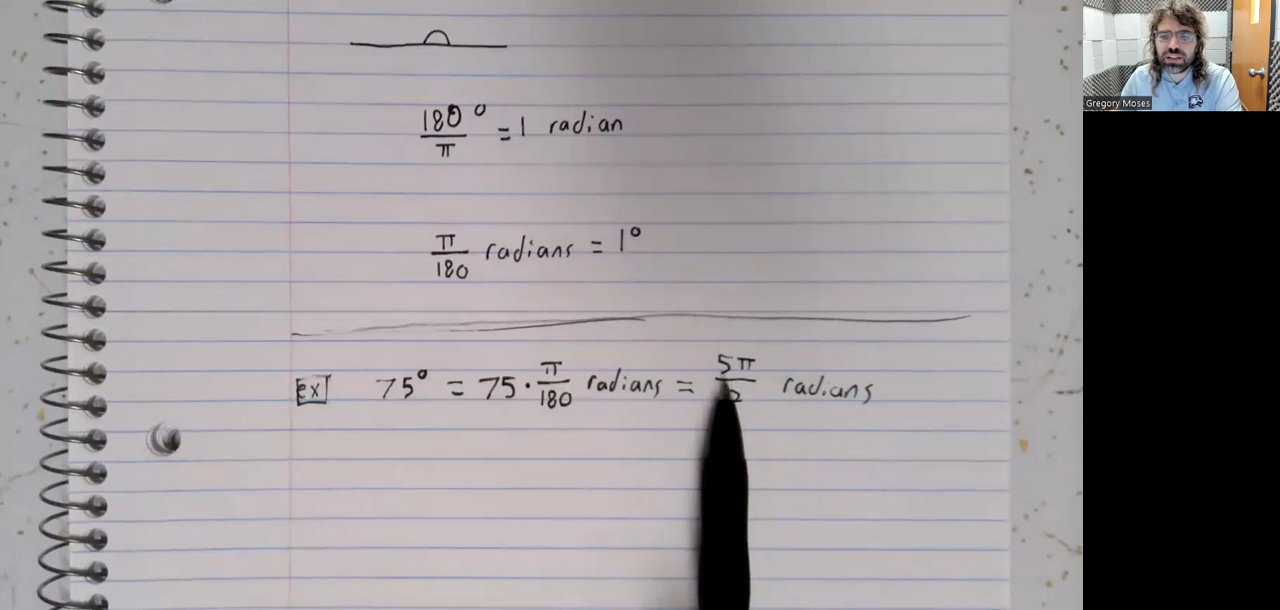 180° / π = 1 radian
Gregory Moses
π / 180 radians = 1°
ex 75° = 75 · π / 180 radians = 5π radians